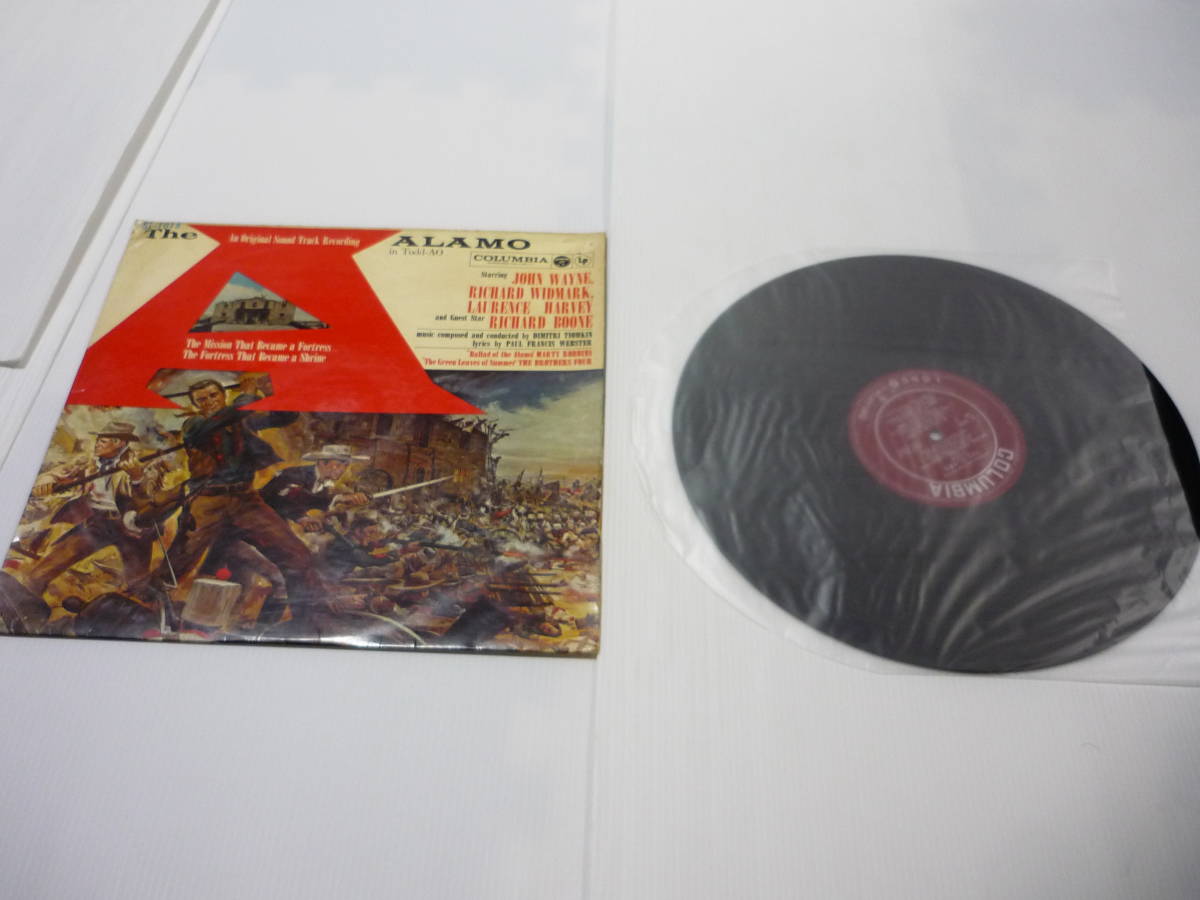 The
An Original Sound Track Recording
ALAMO
in Todd-AO
COLUMBIA
LP
Starring JOHN WAYNE,
RICHARD WIDMARK,
LAURENCE HARVEY
and Guest Star RICHARD BOONE
music composed and conducted by DIMITRI TIOMKIN
lyrics by PAUL FRANCIS WEBSTER
"Ballad of the Alamo" MARTY ROBBINS
"The Green Leaves of Summer" THE BROTHERS FOUR
The Mission That Became a Fortress
The Fortress That Became a Shrine
COLUMBIA